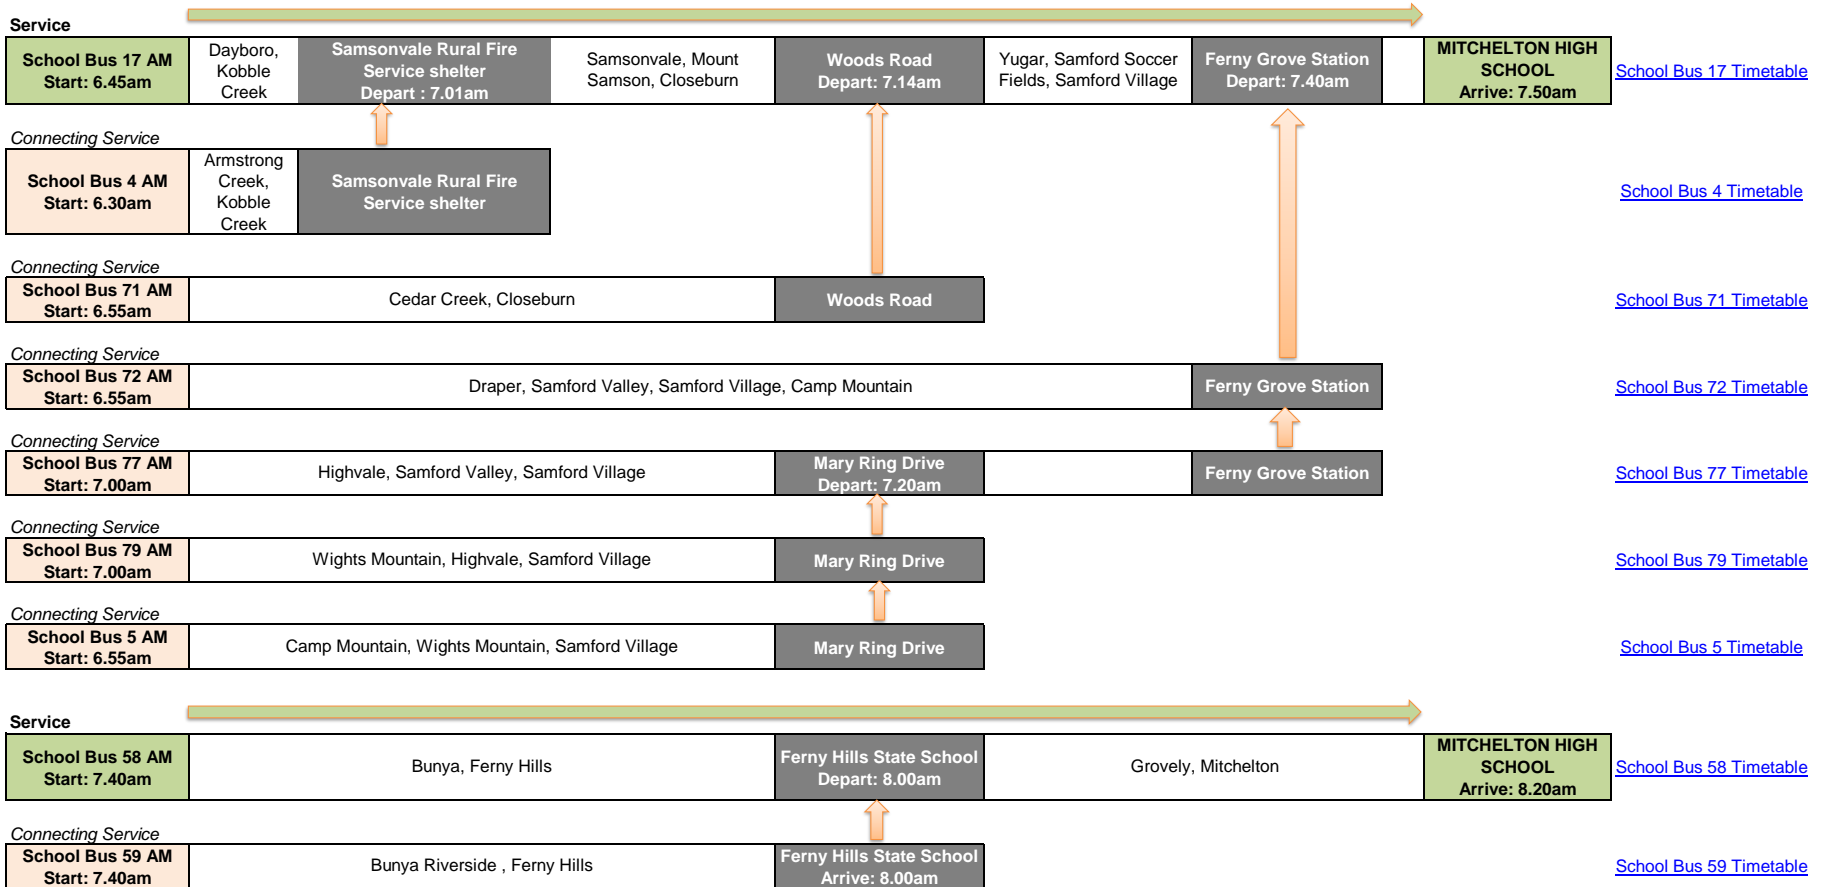 Service
School Bus 17 AM
Start: 6.45am
Dayboro,
Kobble
Creek
Samsonvale Rural Fire
Service shelter
Depart : 7.01am
Samsonvale, Mount
Samson, Closeburn
Woods Road
Depart: 7.14am
Yugar, Samford Soccer
Fields, Samford Village
Ferny Grove Station
Depart: 7.40am
MITCHELTON HIGH
SCHOOL
Arrive: 7.50am
School Bus 17 Timetable
Connecting Service
School Bus 4 AM
Start: 6.30am
Armstrong
Creek,
Kobble
Creek
Samsonvale Rural Fire
Service shelter
School Bus 4 Timetable
Connecting Service
School Bus 71 AM
Start: 6.55am
Cedar Creek, Closeburn
Woods Road
School Bus 71 Timetable
Connecting Service
School Bus 72 AM
Start: 6.55am
Draper, Samford Valley, Samford Village, Camp Mountain
Ferny Grove Station
School Bus 72 Timetable
Connecting Service
School Bus 77 AM
Start: 7.00am
Highvale, Samford Valley, Samford Village
Mary Ring Drive
Depart: 7.20am
Ferny Grove Station
School Bus 77 Timetable
Connecting Service
School Bus 79 AM
Start: 7.00am
Wights Mountain, Highvale, Samford Village
Mary Ring Drive
School Bus 79 Timetable
Connecting Service
School Bus 5 AM
Start: 6.55am
Camp Mountain, Wights Mountain, Samford Village
Mary Ring Drive
School Bus 5 Timetable
Service
School Bus 58 AM
Start: 7.40am
Bunya, Ferny Hills
Ferny Hills State School
Depart: 8.00am
Grovely, Mitchelton
MITCHELTON HIGH
SCHOOL
Arrive: 8.20am
School Bus 58 Timetable
Connecting Service
School Bus 59 AM
Start: 7.40am
Bunya Riverside , Ferny Hills
Ferny Hills State School
Arrive: 8.00am
School Bus 59 Timetable